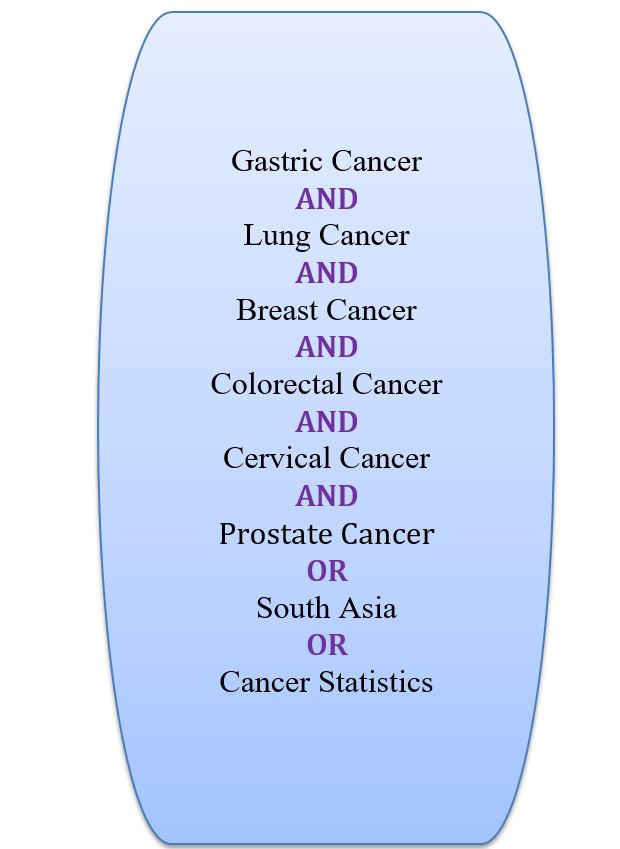 Gastric Cancer
AND
Lung Cancer
AND
Breast Cancer
AND
Colorectal Cancer
AND
Cervical Cancer
AND
Prostate Cancer
OR
South Asia
OR
Cancer Statistics